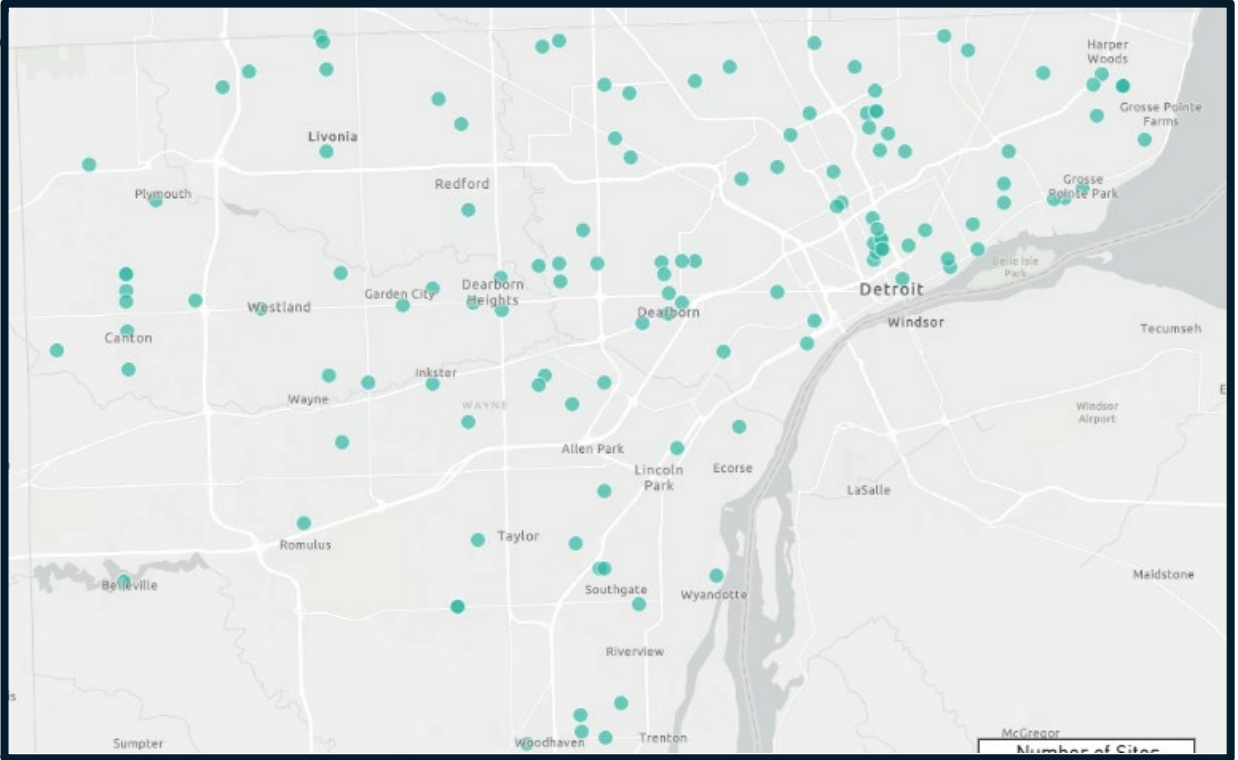 Harper
Woods
Grosse Pointe
Farms
Livonia
Redford
Plymouth
Grosse
Pointe Park
Belle Isle
Park
Detroit
Dearborn
Heights
Garden City
Westland
Dearborn
Windsor
Tecumseh
Canton
Inkster
Wayne
WAYNE
Windsor
Airport
Allen Park
Lincoln
Park
Ecorse
LaSalle
Taylor
Romulus
Maidstone
Belleville
Southgate
Wyandotte
Riverview
McGregor
Sumpter
Woodhaven
Trenton
Number of Sites